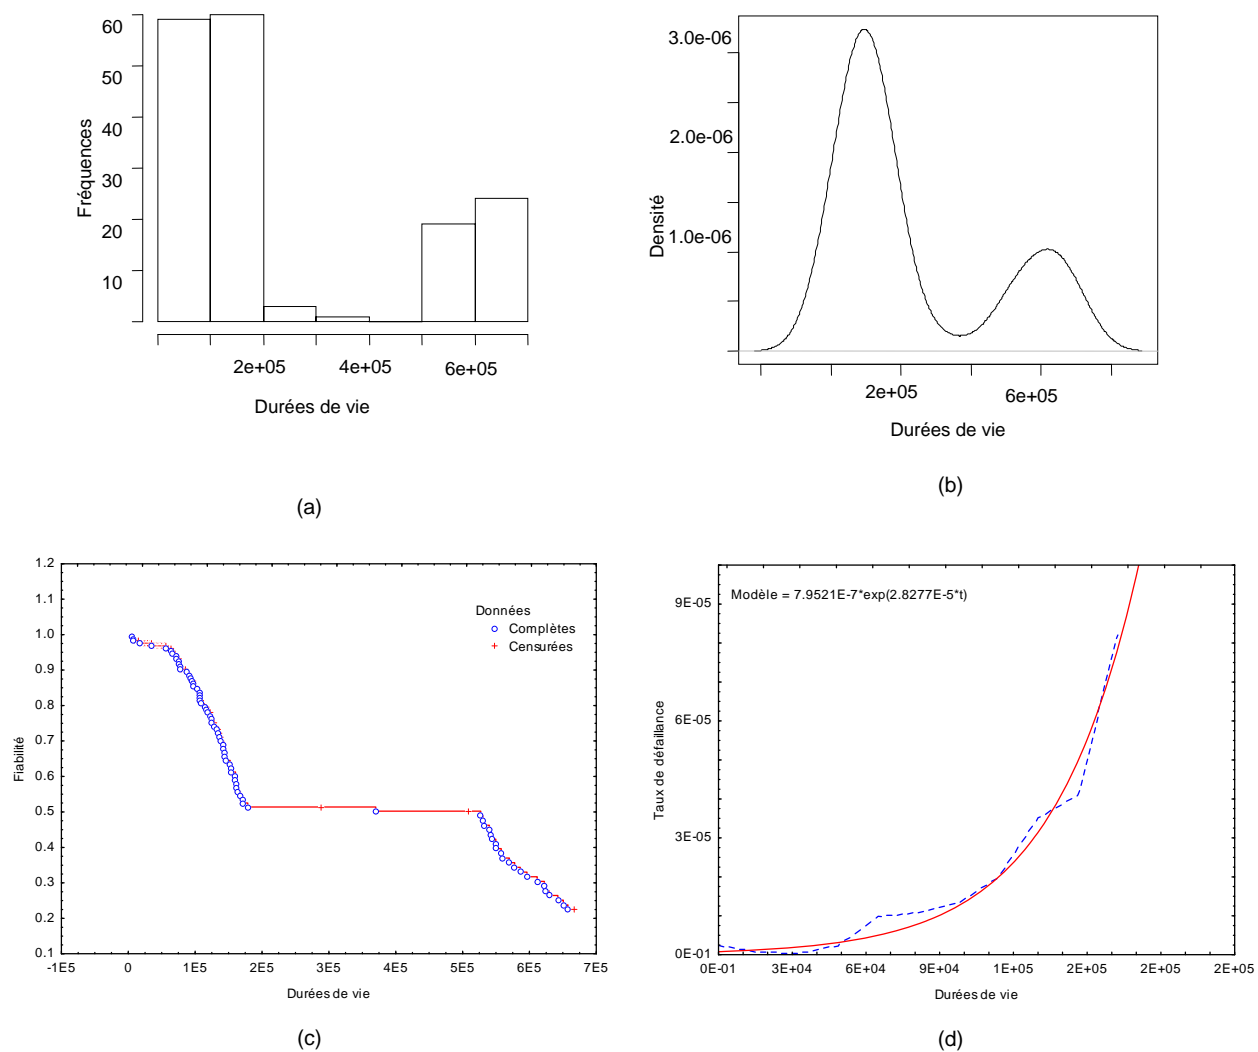 60
50
40
30
20
10
Fréquences
2e+05 4e+05 6e+05
Durées de vie
(a)
3.0e-06
2.0e-06
1.0e-06
Densité
2e+05 6e+05
Durées de vie
(b)
1.2
1.1
1.0
0.9
0.8
0.7
0.6
0.5
0.4
0.3
0.2
0.1
Fiabilité
Données
Complètes
Censurées
-1E5 0 1E5 2E5 3E5 4E5 5E5 6E5 7E5
Durées de vie
(c)
Modèle = 7.9521E-7*exp(2.8277E-5*t)
9E-05
6E-05
3E-05
0E-01
Taux de défaillance
0E-01 3E+04 6E+04 9E+04 1E+05 2E+05 2E+05 2E+05
Durées de vie
(d)